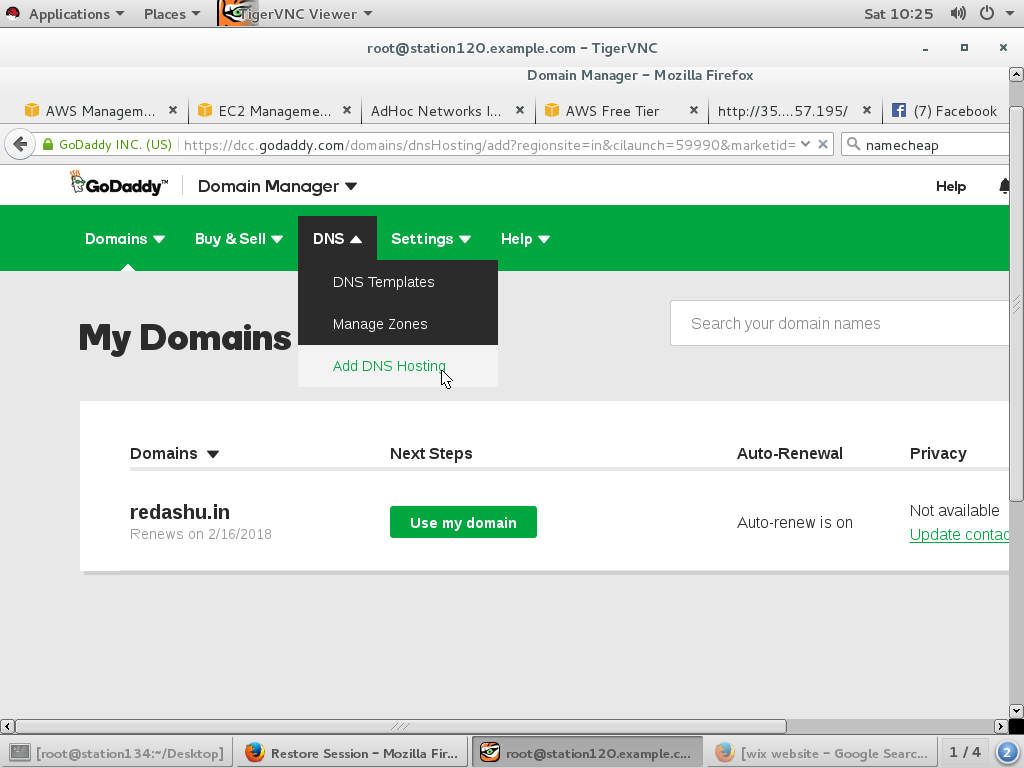 Applications Places TigerVNC Viewer Sat 10:25
root@station120.example.com - TigerVNC
Domain Manager - Mozilla Firefox
AWS Managem... EC2 Manageme... AdHoc Networks I... AWS Free Tier http://35....57.195/ (7) Facebook
GoDaddy INC. (US) https://dcc.godaddy.com/domains/dnsHosting/add?regionsite=in&cilaunch=59990&marketid= namecheap
GoDaddy™ Domain Manager Help
Domains Buy & Sell DNS Settings Help
DNS Templates
Manage Zones
Search your domain names
My Domains
Add DNS Hosting
Domains Next Steps Auto-Renewal Privacy
redashu.in Use my domain Auto-renew is on Not available
Renews on 2/16/2018 Update contac
[root@station134:~/Desktop] Restore Session - Mozilla Fir... root@station120.example.c... [wix website - Google Searc... 1 / 4 2